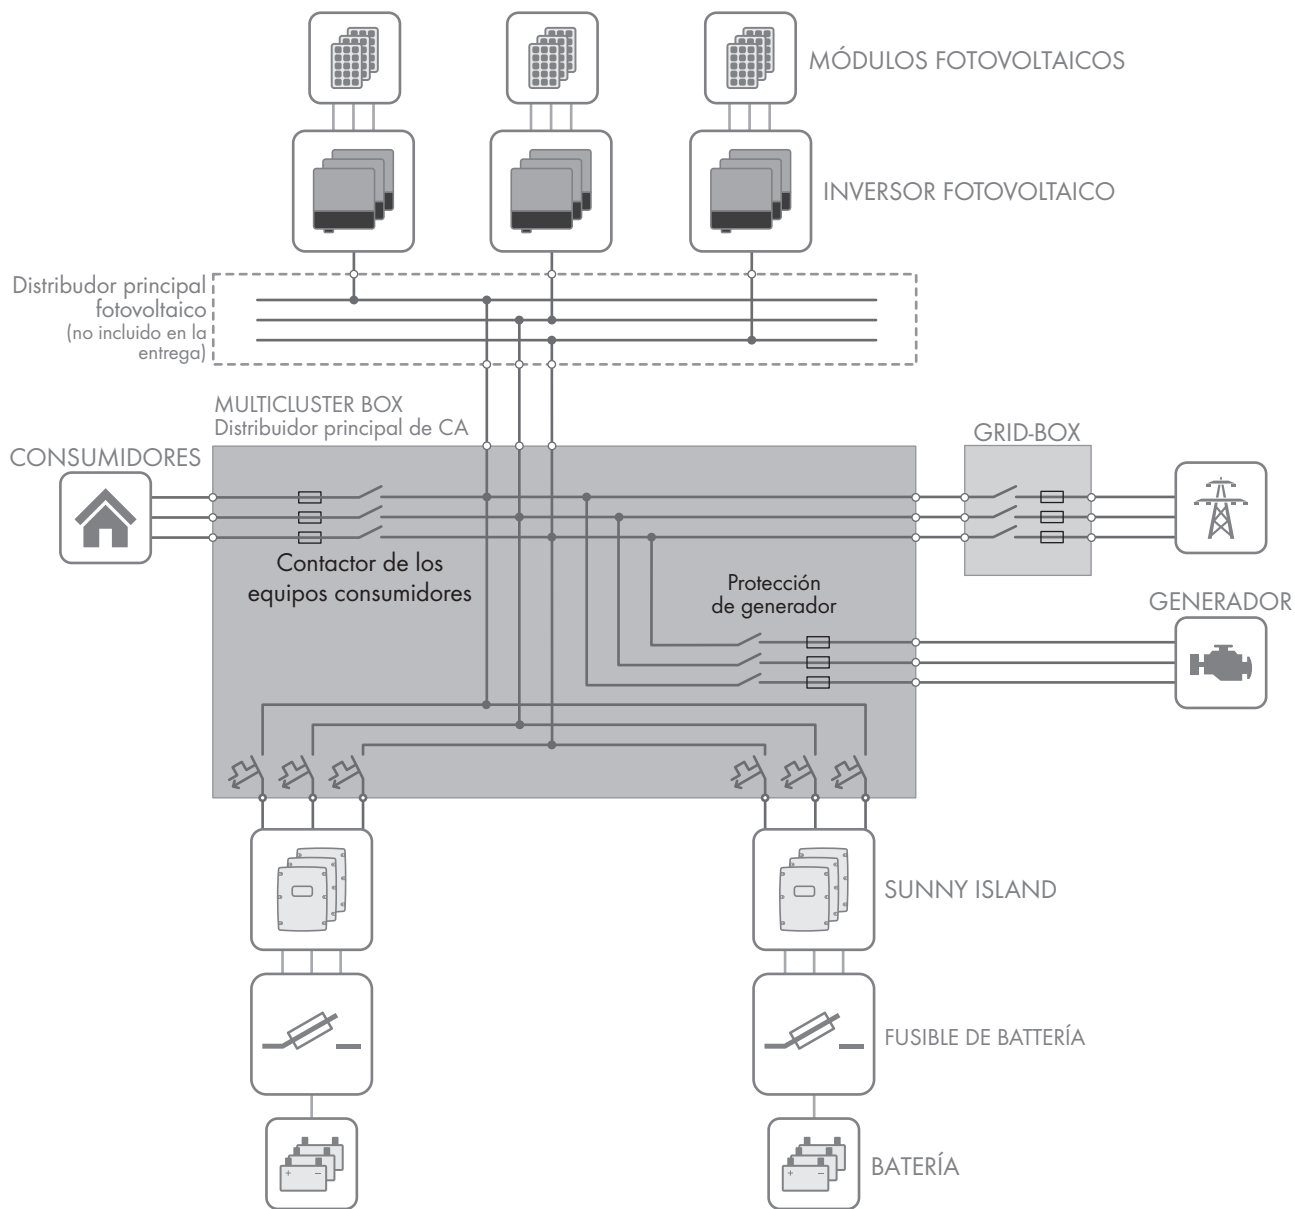 MÓDULOS FOTOVOLTAICOS
INVERSOR FOTOVOLTAICO
Distribudor principal
fotovoltaico
(no incluido en la
entrega)
MULTICLUSTER BOX
Distribuidor principal de CA
GRID-BOX
CONSUMIDORES
Contactor de los
equipos consumidores
Protección
de generador
GENERADOR
SUNNY ISLAND
FUSIBLE DE BATTERÍA
BATERÍA